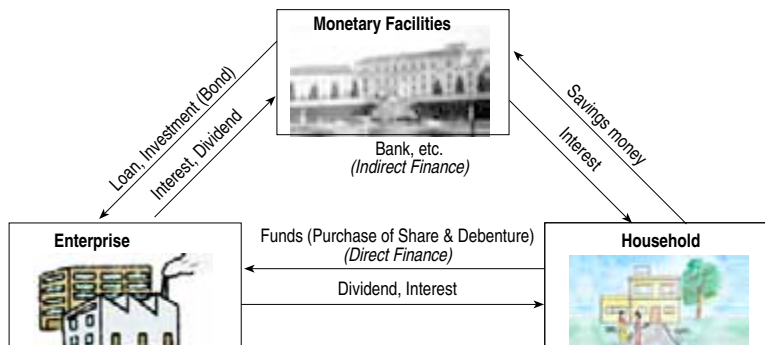 Monetary Facilities
Loan, Investment (Bond)
Interest, Dividend
Bank, etc.
(Indirect Finance)
Interest
Savings money
Enterprise
Funds (Purchase of Share & Debenture)
(Direct Finance)
Dividend, Interest
Household